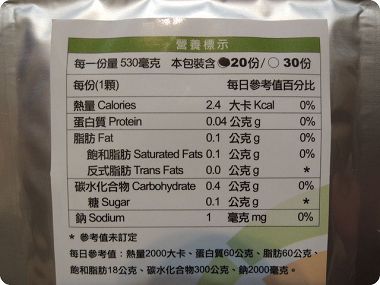 營養標示
每一份量 530毫克 本包裝含 ●20份/ ○ 30份
每份(1顆) 每日參考值百分比
熱量 Calories 2.4 大卡 Kcal 0%
蛋白質 Protein 0.04 公克 g 0%
脂肪 Fat 0.1 公克 g 0%
飽和脂肪 Saturated Fats 0.1 公克 g 0%
反式脂肪 Trans Fats 0.0 公克 g *
碳水化合物 Carbohydrate 0.4 公克 g 0%
糖 Sugar 0.1 公克 g *
鈉 Sodium 1 毫克 mg 0%
* 參考值未訂定
每日參考值：熱量2000大卡、蛋白質60公克、脂肪60公克、
飽和脂肪18公克、碳水化合物300公克、鈉2000毫克。